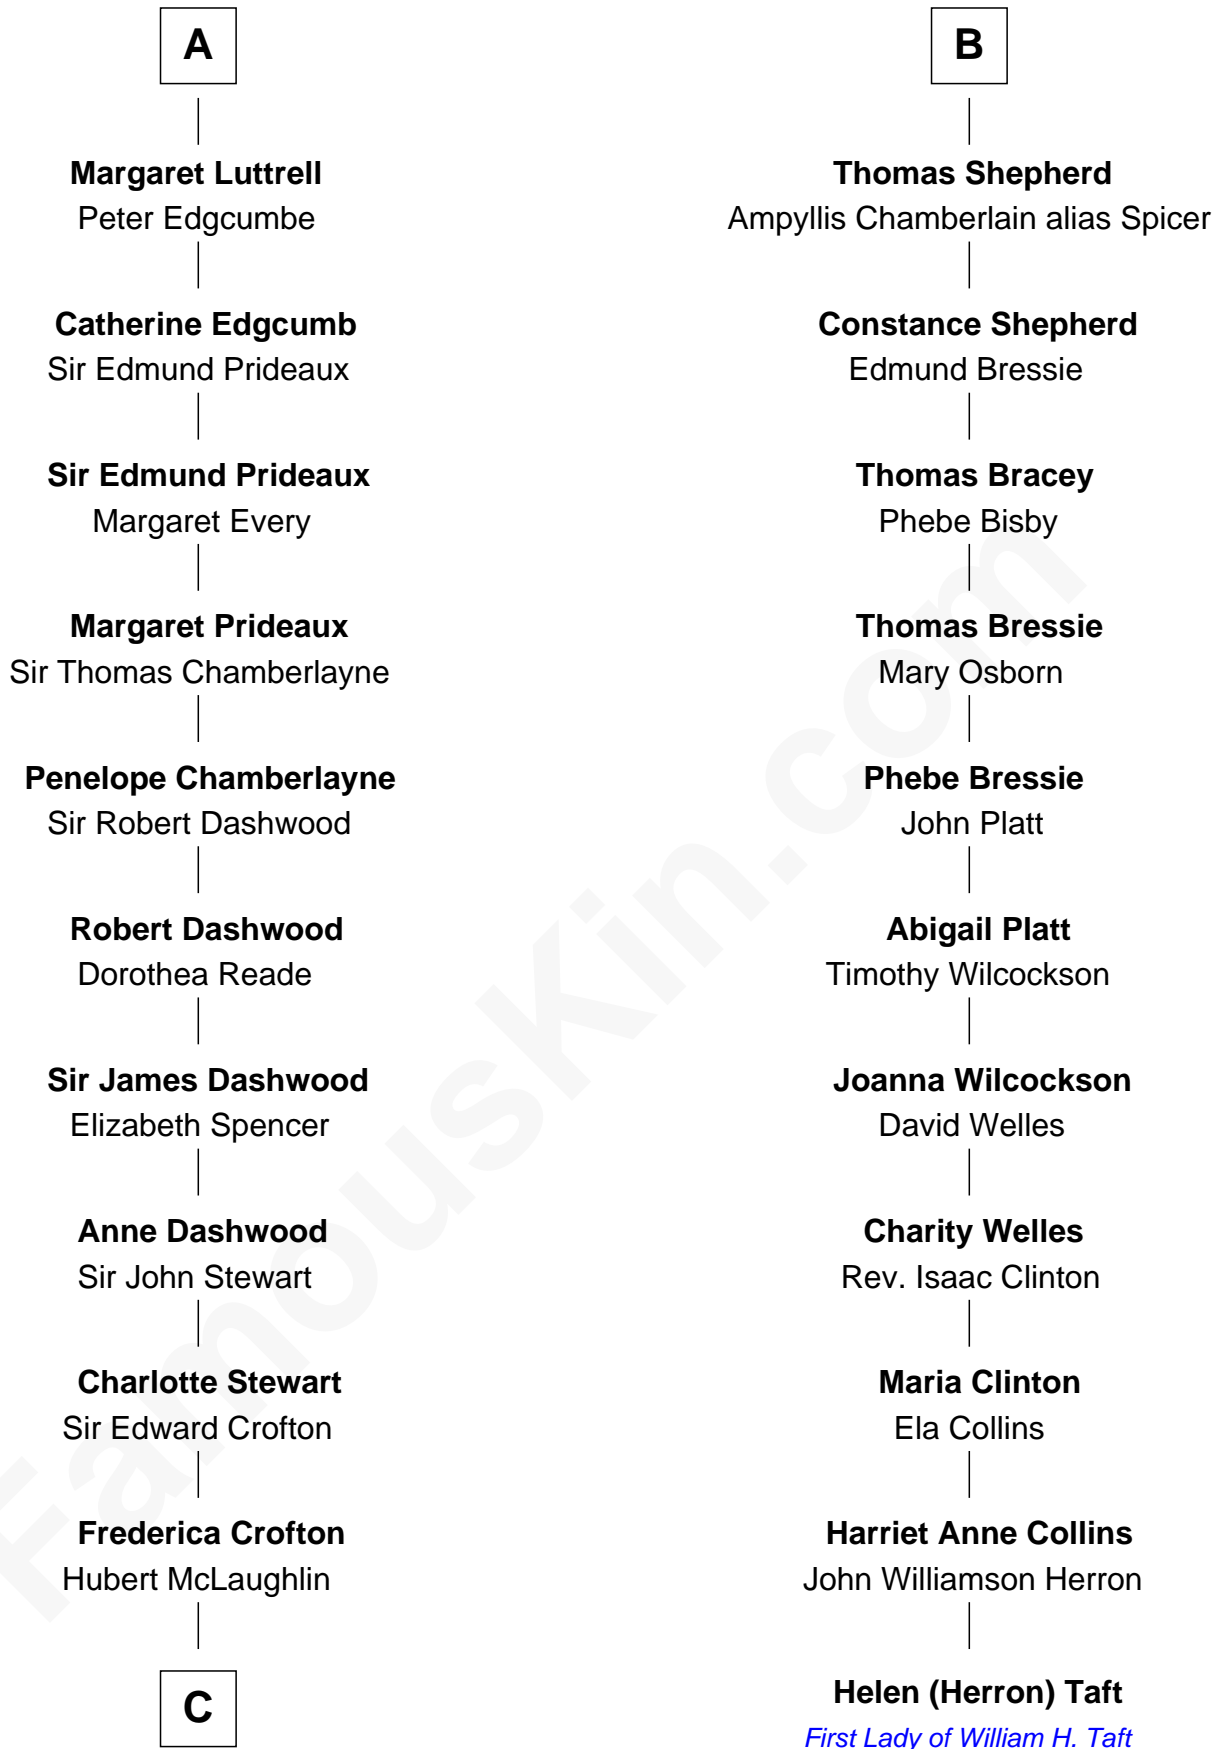 A
Margaret Luttrell
Peter Edgcumbe
Catherine Edgcumb
Sir Edmund Prideaux
Sir Edmund Prideaux
Margaret Every
Margaret Prideaux
Sir Thomas Chamberlayne
Penelope Chamberlayne
Sir Robert Dashwood
Robert Dashwood
Dorothea Reade
Sir James Dashwood
Elizabeth Spencer
Anne Dashwood
Sir John Stewart
Charlotte Stewart
Sir Edward Crofton
Frederica Crofton
Hubert McLaughlin
C
B
Thomas Shepherd
Ampyllis Chamberlain alias Spicer
Constance Shepherd
Edmund Bressie
Thomas Bracey
Phebe Bisby
Thomas Bressie
Mary Osborn
Phebe Bressie
John Platt
Abigail Platt
Timothy Wilcockson
Joanna Wilcockson
David Welles
Charity Welles
Rev. Isaac Clinton
Maria Clinton
Ela Collins
Harriet Anne Collins
John Williamson Herron
Helen (Herron) Taft
First Lady of William H. Taft
FamousKin.com